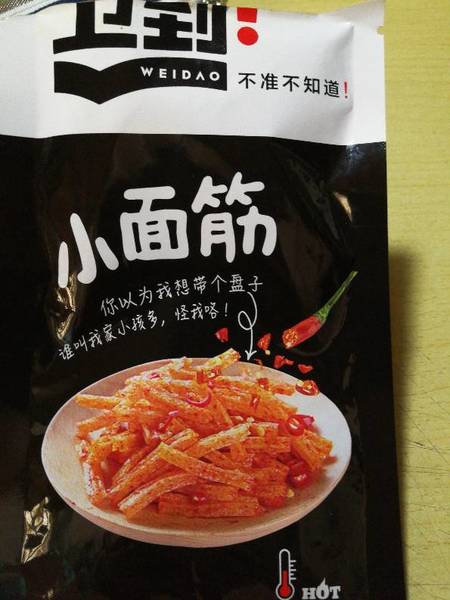 卫到!
WEIDAO
不准不知道!
小面筋
你以为我想带个盘子
谁叫我家小孩多，怪我咯！
HOT